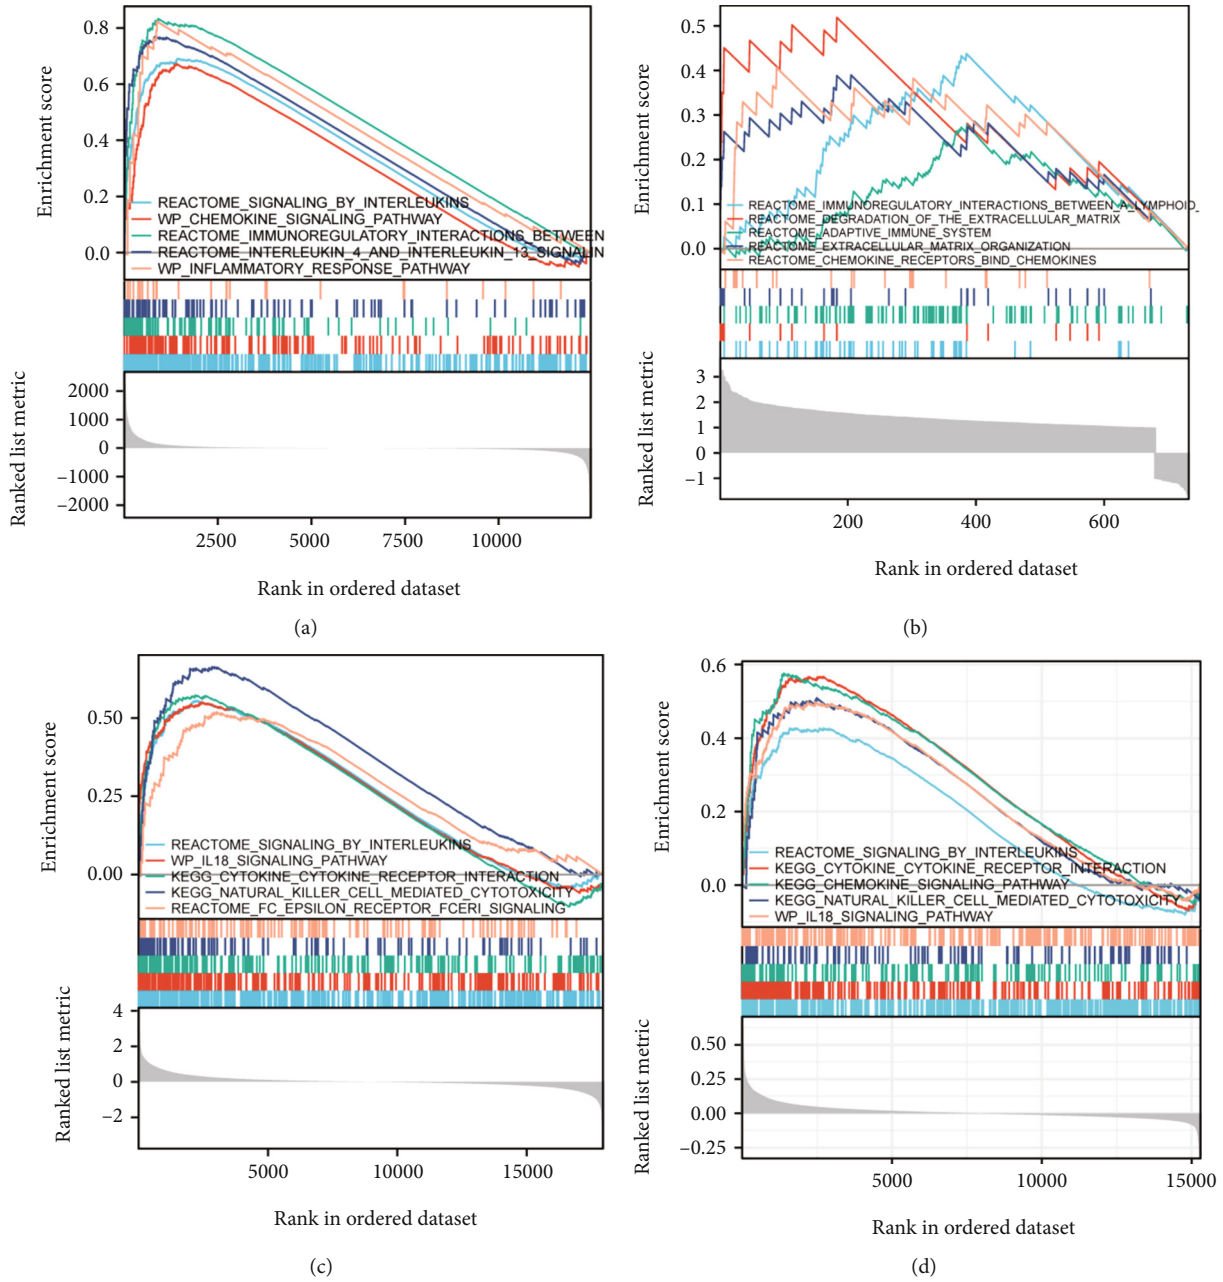 Enrichment score
0.8
0.6
0.4
0.2
0.0
REACTOME_SIGNALING_BY_INTERLEUKINS
WP_CHEMOKINE_SIGNALING_PATHWAY
REACTOME_IMMUNOREGULATORY_INTERACTIONS_BETWEEN
REACTOME_INTERLEUKIN_4_AND_INTERLEUKIN_13_SIGNALIN
WP_INFLAMMATORY_RESPONSE_PATHWAY
Ranked list metric
2000
1000
0
−1000
−2000
2500 5000 7500 10000
Rank in ordered dataset
(a)
Enrichment score
0.5
0.4
0.3
0.2
0.1
0.0
REACTOME_IMMUNOREGULATORY_INTERACTIONS_BETWEEN_A_LYMPHOID_
REACTOME_DEGRADATION_OF_THE_EXTRACELLULAR_MATRIX
REACTOME_ADAPTIVE_IMMUNE_SYSTEM
REACTOME_EXTRACELLULAR_MATRIX_ORGANIZATION
REACTOME_CHEMOKINE_RECEPTORS_BIND_CHEMOKINES
Ranked list metric
3
2
1
0
−1
200 400 600
Rank in ordered dataset
(b)
Enrichment score
0.50
0.25
0.00
REACTOME_SIGNALING_BY_INTERLEUKINS
WP_IL18_SIGNALING_PATHWAY
KEGG_CYTOKINE_CYTOKINE_RECEPTOR_INTERACTION
KEGG_NATURAL_KILLER_CELL_MEDIATED_CYTOTOXICITY
REACTOME_FC_EPSILON_RECEPTOR_FCERI_SIGNALING
Ranked list metric
4
2
0
−2
5000 10000 15000
Rank in ordered dataset
(c)
Enrichment score
0.6
0.4
0.2
0.0
REACTOME_SIGNALING_BY_INTERLEUKINS
KEGG_CYTOKINE_CYTOKINE_RECEPTOR_INTERACTION
KEGG_CHEMOKINE_SIGNALING_PATHWAY
KEGG_NATURAL_KILLER_CELL_MEDIATED_CYTOTOXICITY
WP_IL18_SIGNALING_PATHWAY
Ranked list metric
0.50
0.25
0.00
−0.25
5000 10000 15000
Rank in ordered dataset
(d)